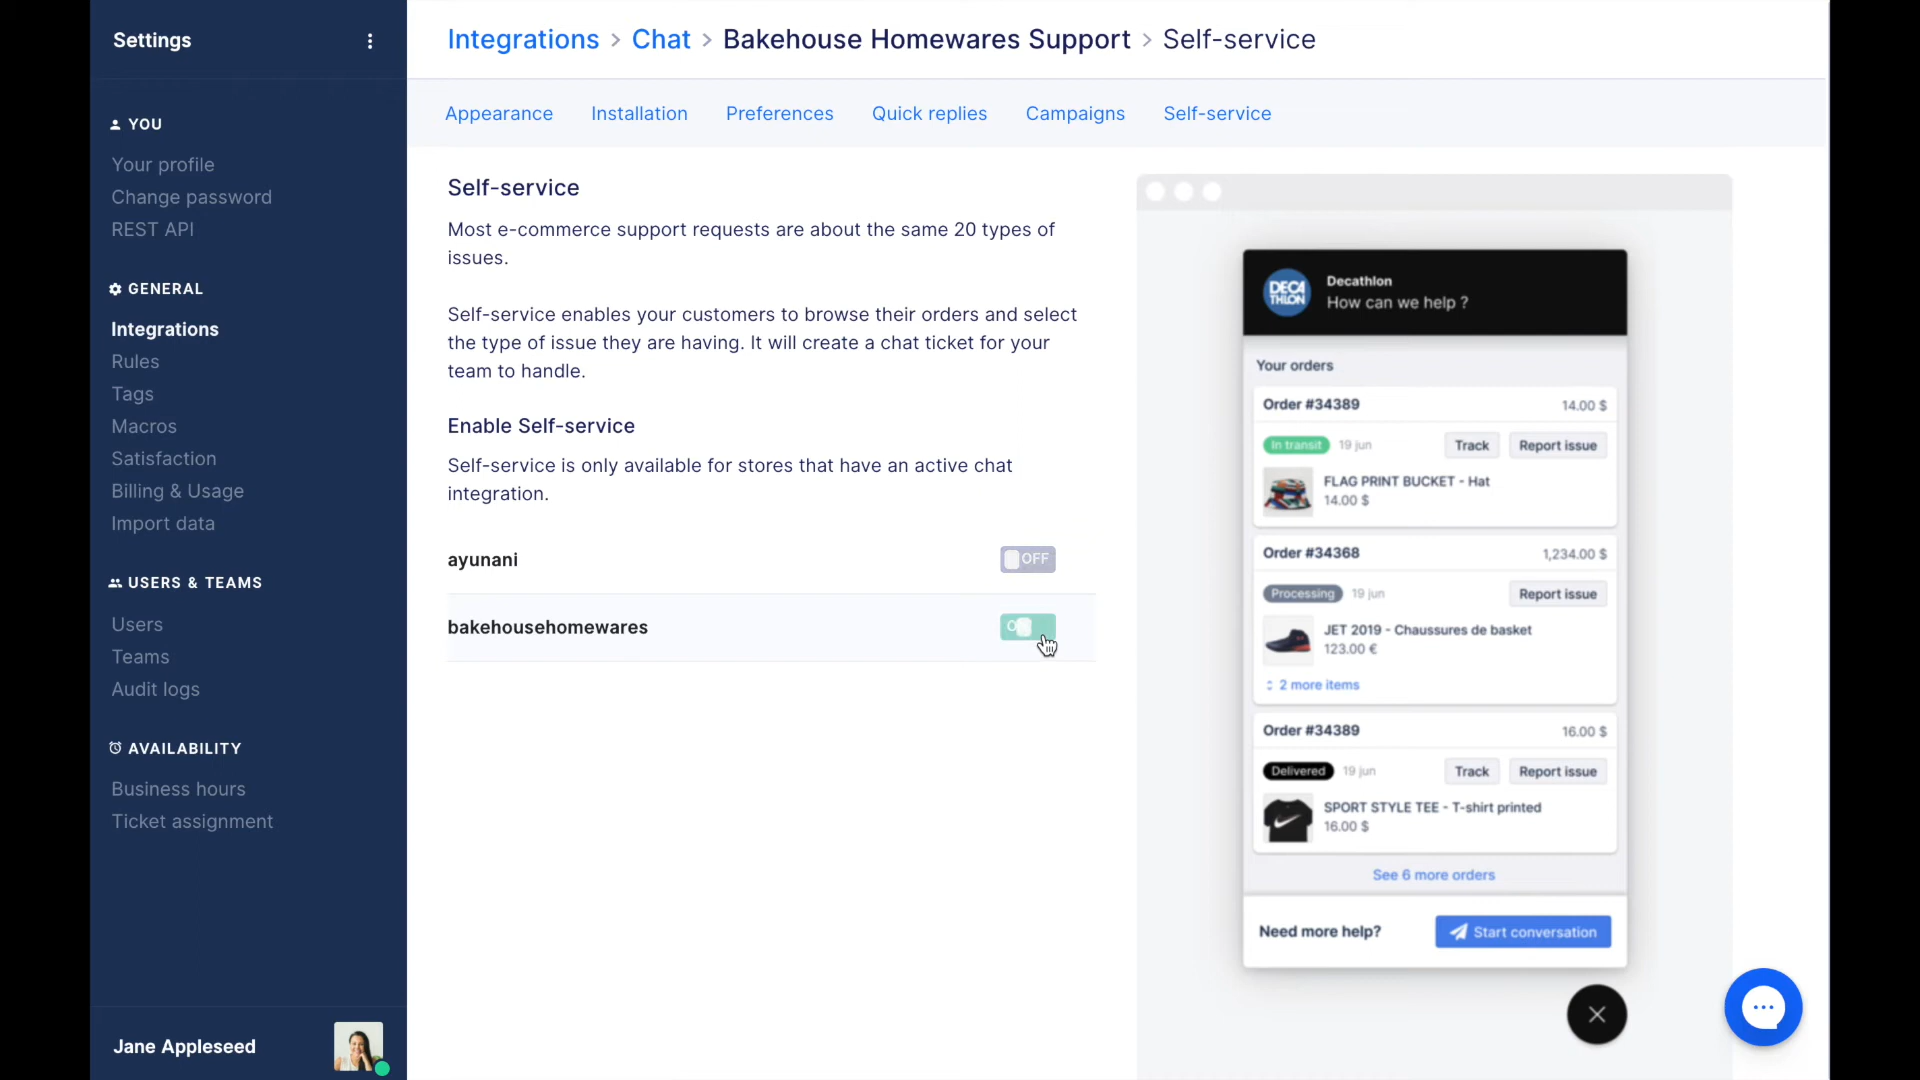 Settings
YOU
Your profile
Change password
REST API
GENERAL
Integrations
Rules
Tags
Macros
Satisfaction
Billing & Usage
Import data
USERS & TEAMS
Users
Teams
Audit logs
AVAILABILITY
Business hours
Ticket assignment
Jane Appleseed
Integrations > Chat > Bakehouse Homewares Support > Self-service
Appearance Installation Preferences Quick replies Campaigns Self-service
Self-service
Most e-commerce support requests are about the same 20 types of
issues.
Self-service enables your customers to browse their orders and select
the type of issue they are having. It will create a chat ticket for your
team to handle.
Enable Self-service
Self-service is only available for stores that have an active chat
integration.
ayunani OFF
bakehousehomewares
DECA
THLON
Decathlon
How can we help ?
Your orders
Order #34389 14.00 $
In transit 19 jun Track Report issue
FLAG PRINT BUCKET - Hat
14.00 $
Order #34368 1,234.00 $
Processing 19 jun Report issue
JET 2019 - Chaussures de basket
123.00 €
2 more items
Order #34389 16.00 $
Delivered 19 jun Track Report issue
SPORT STYLE TEE - T-shirt printed
16.00 $
See 6 more orders
Need more help? Start conversation